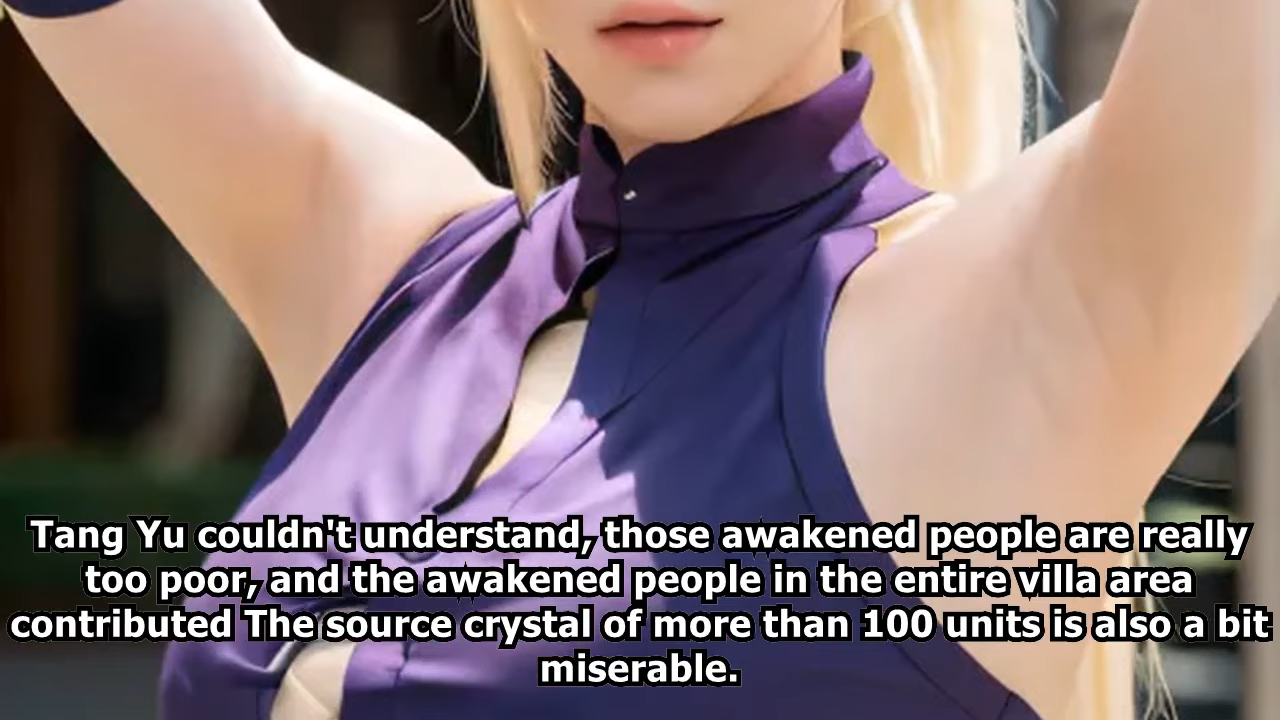 Tang Yu couldn't understand, those awakened people are really
too poor, and the awakened people in the entire villa area
contributed The source crystal of more than 100 units is also a bit
miserable.